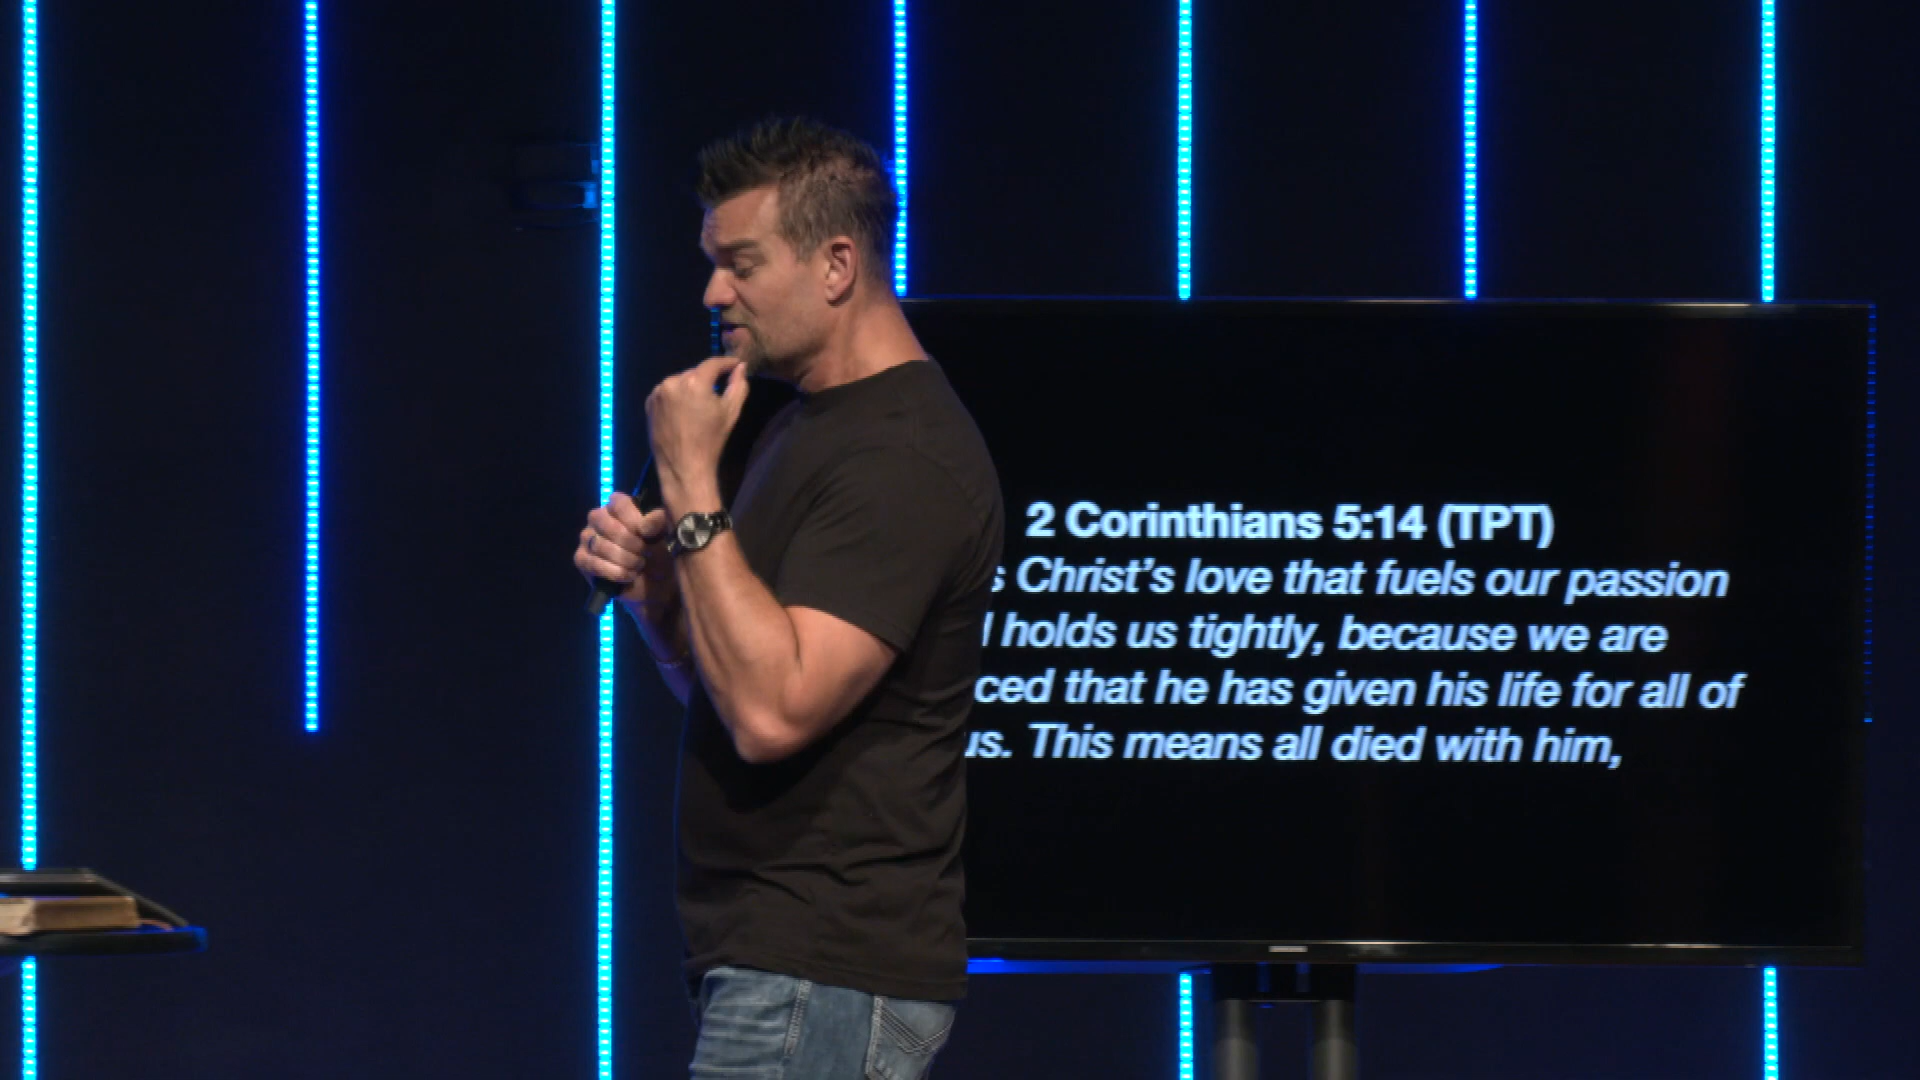 2 Corinthians 5:14 (TPT)
Christ's love that fuels our passion
holds us tightly, because we are
that he has given his life for all of
us. This means all died with him,